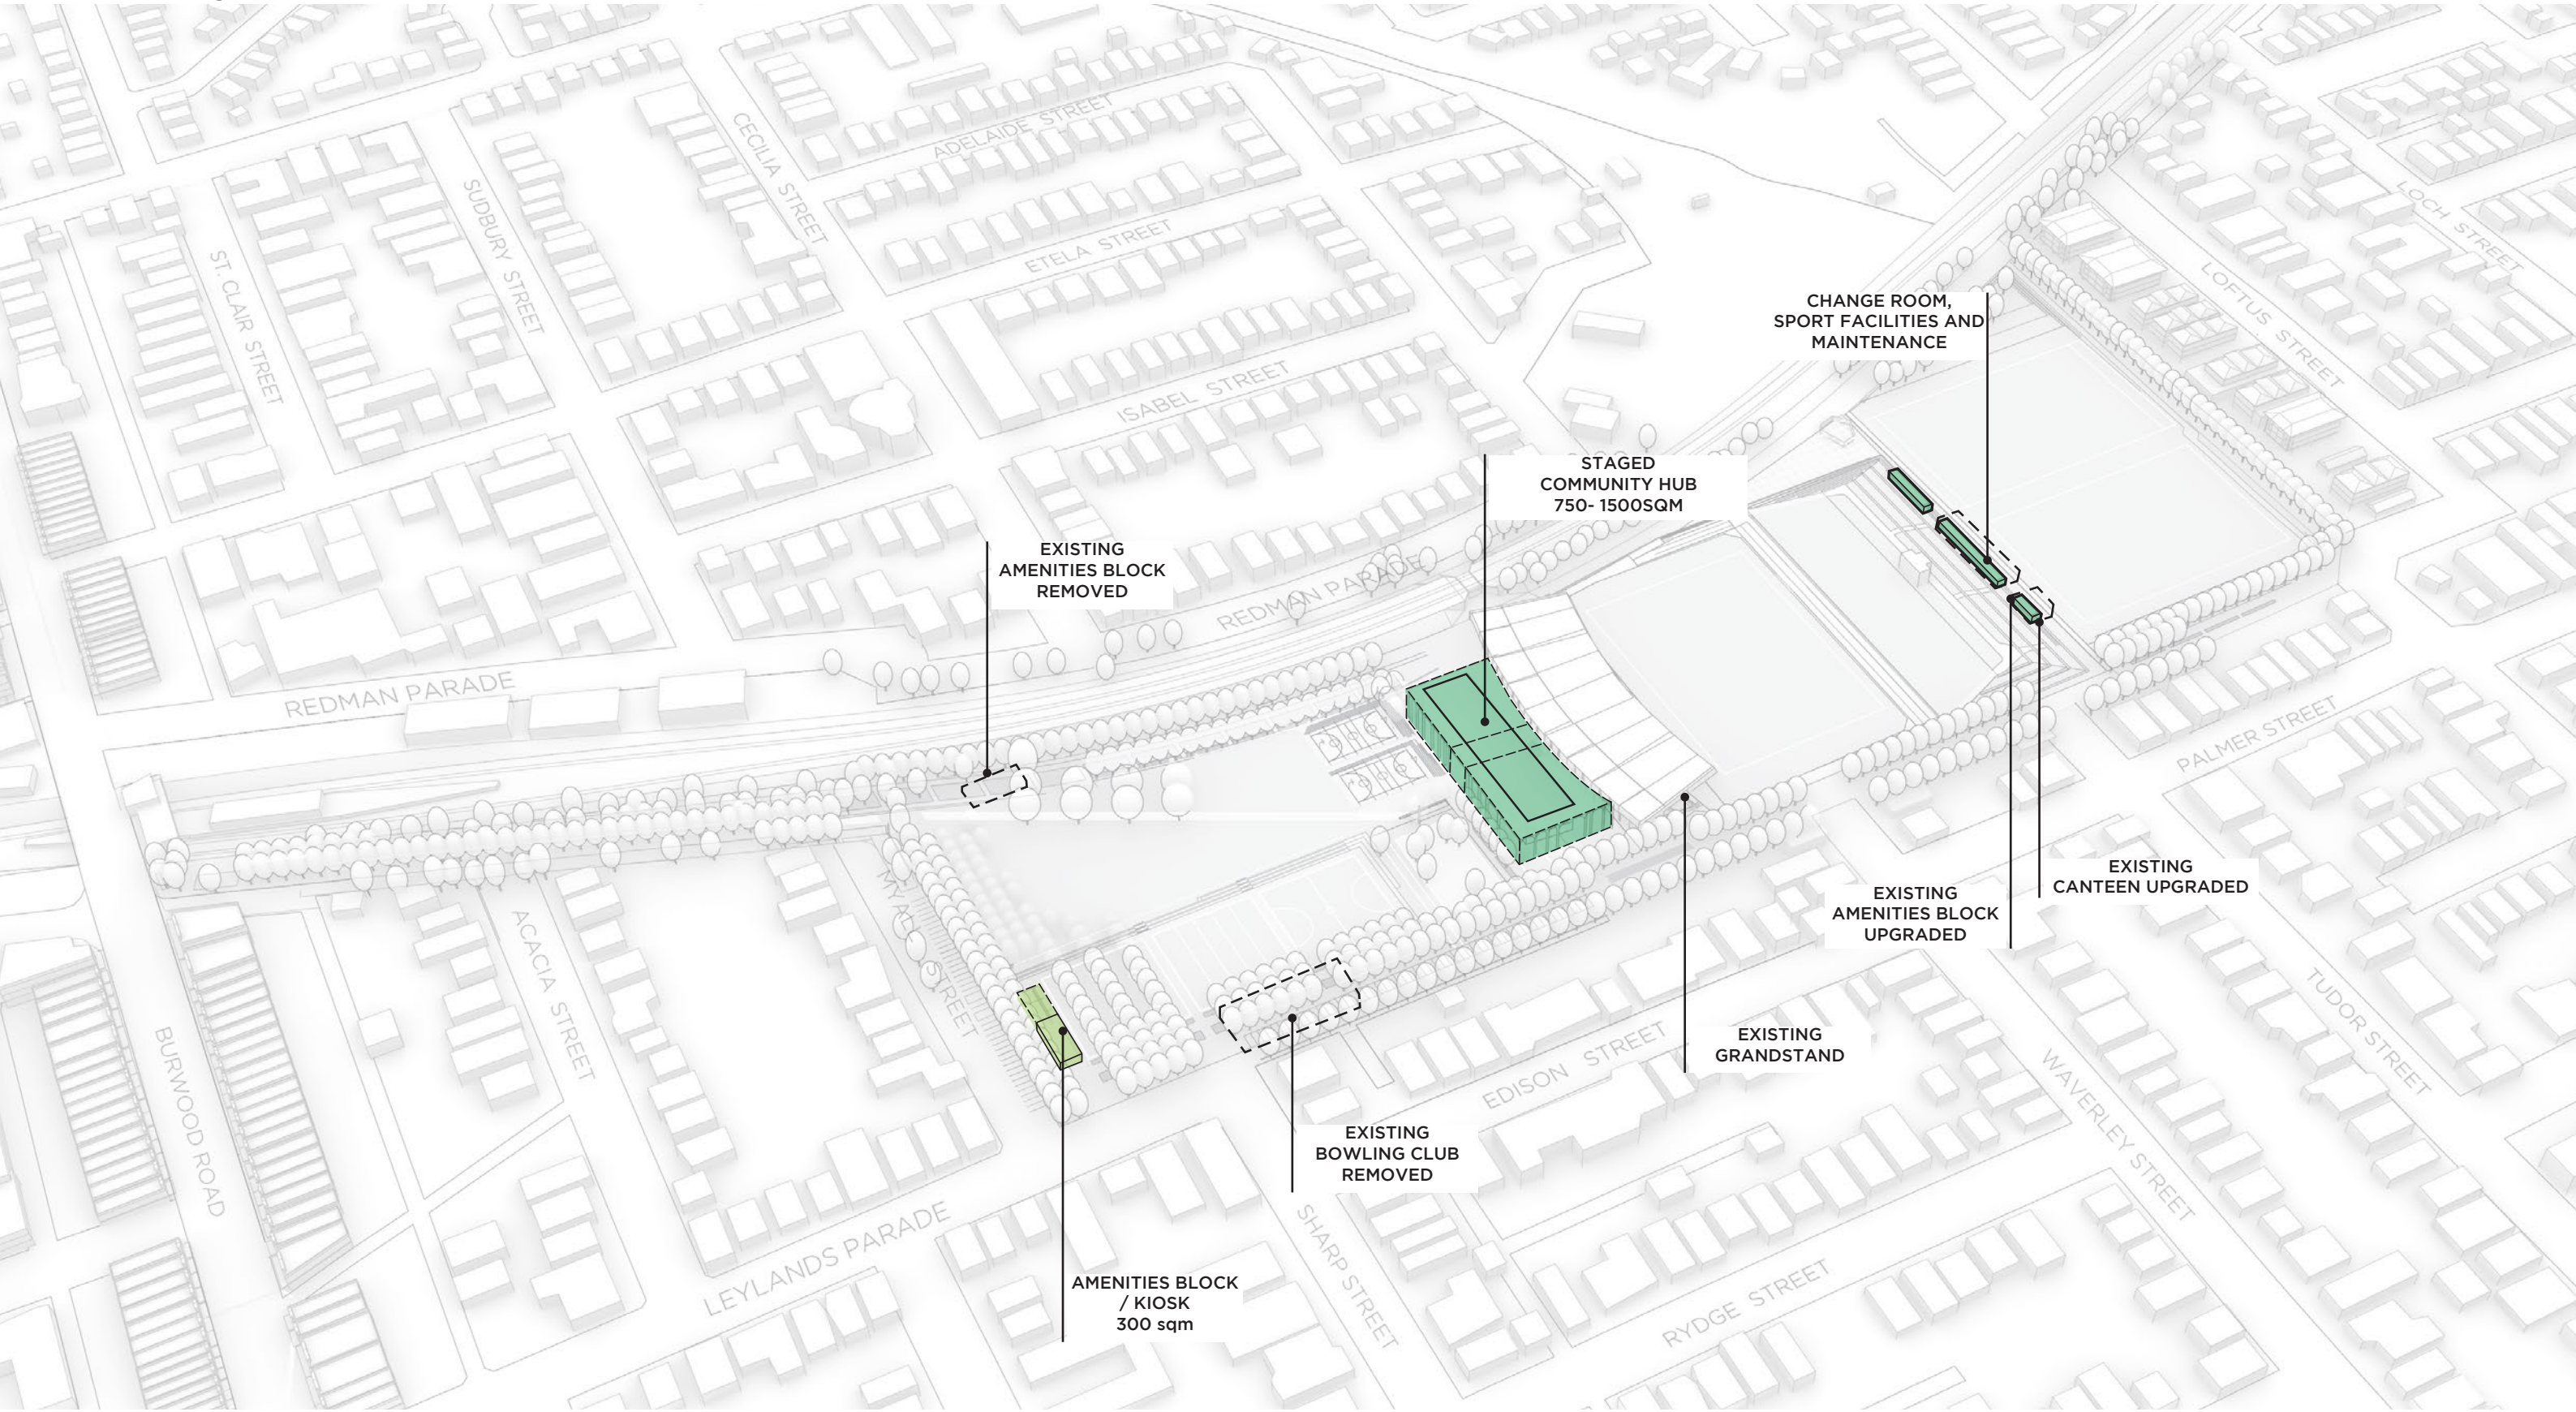 ADELAIDE STREET
CECILIA STREET
SUDBURY STREET
ST. CLAIR STREET
ETELA STREET
ISABEL STREET
LOCH STREET
LOFTUS STREET
CHANGE ROOM,
SPORT FACILITIES AND
MAINTENANCE
STAGED
COMMUNITY HUB
750- 1500SQM
EXISTING
AMENITIES BLOCK
REMOVED
REDMAN PARADE
REDMAN PARADE
PALMER STREET
EXISTING
CANTEEN UPGRADED
EXISTING
AMENITIES BLOCK
UPGRADED
ACACIA STREET
STREET
BURWOOD ROAD
EXISTING
GRANDSTAND
EDISON STREET
TUDOR STREET
WAVERLEY STREET
EXISTING
BOWLING CLUB
REMOVED
LEYLANDS PARADE
SHARP STREET
AMENITIES BLOCK
/ KIOSK
300 sqm
RYDGE STREET